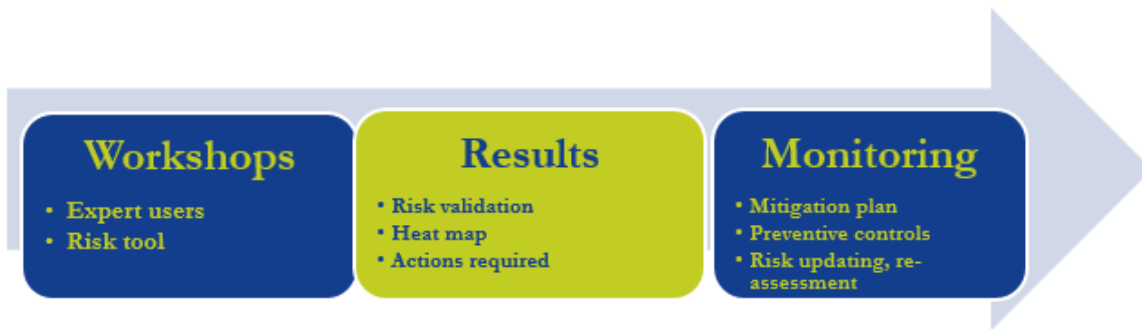 Workshops
• Expert users
• Risk tool
Results
• Risk validation
• Heat map
• Actions required
Monitoring
• Mitigation plan
• Preventive controls
• Risk updating, re-
assessment